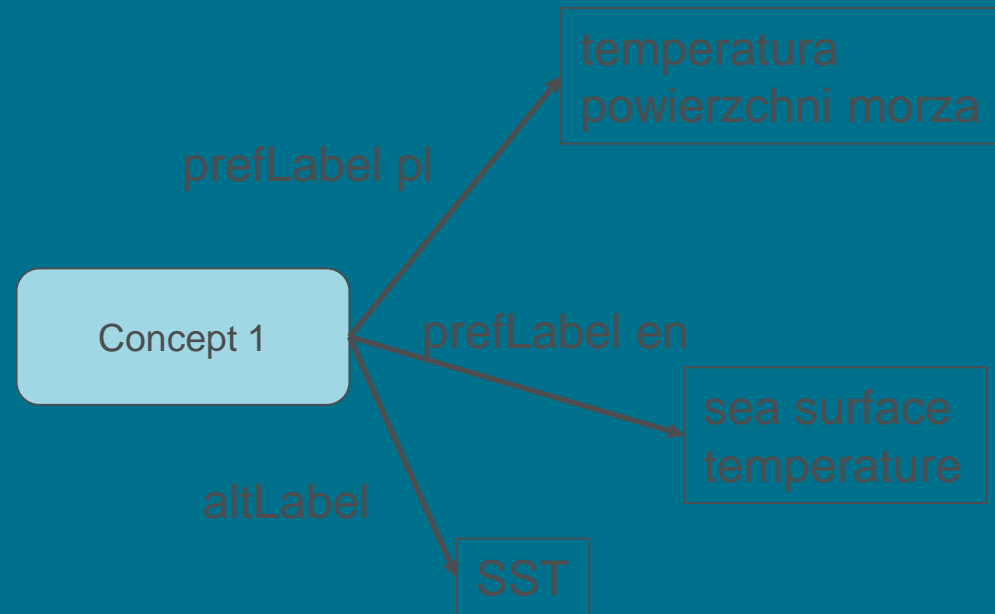 temperatura
powierzchni morza
prefLabel pl
Concept 1
prefLabel en
sea surface
temperature
altLabel
SST